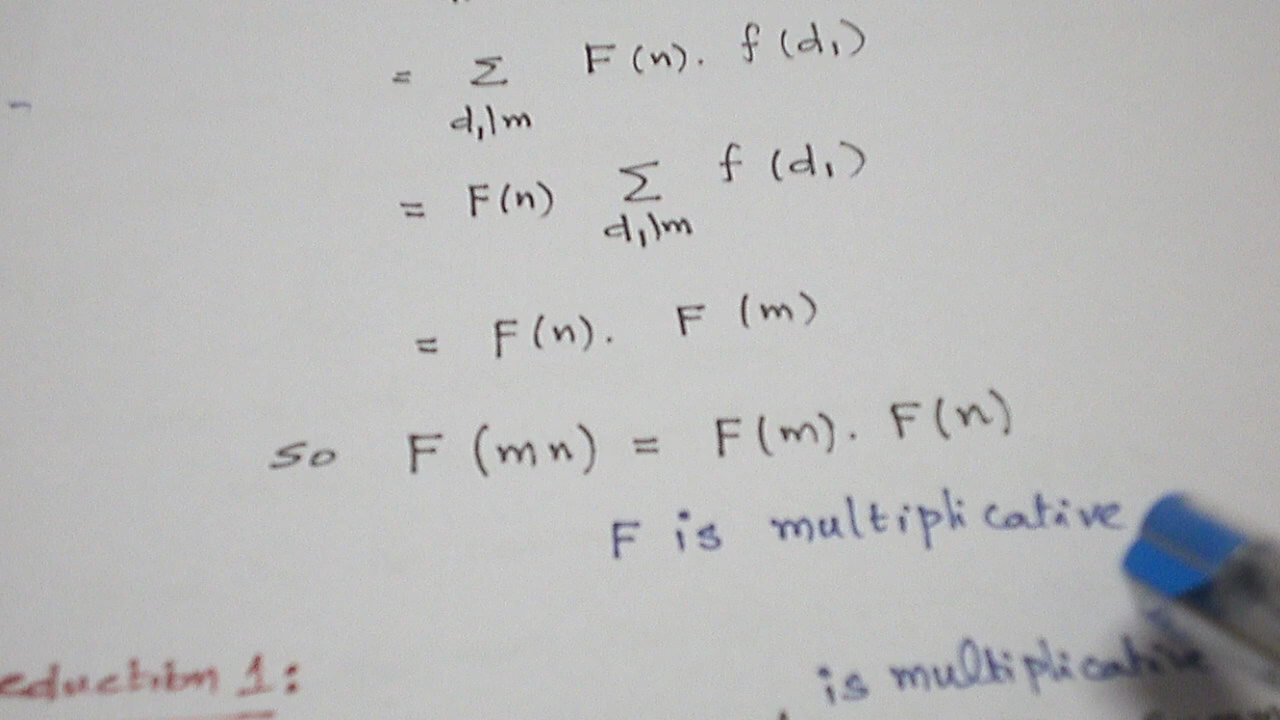 = Σ F(n). f(d₁)
d₁|m
= F(n) Σ f(d₁)
d₁|m
= F(n). F(m)
so F(mn) = F(m). F(n)
F is multiplicative
eduction 1: is multiplicative